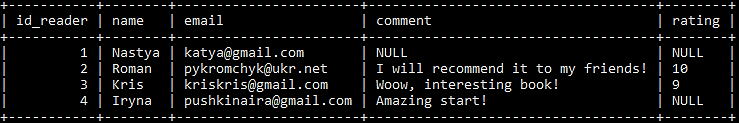 id_reader | name | email | comment | rating
1 | Nastya | katya@gmail.com | NULL | NULL
2 | Roman | pykromchyk@ukr.net | I will recommend it to my friends! | 10
3 | Kris | kriskris@gmail.com | Woow, interesting book! | 9
4 | Iryna | pushkinaira@gmail.com | Amazing start! | NULL